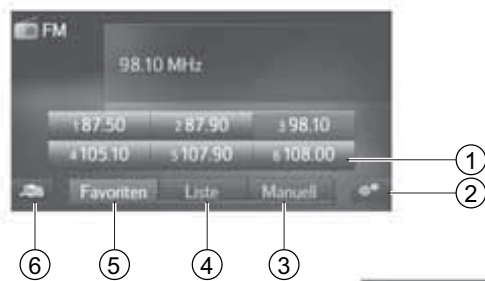 FM
98.10 MHz
1 87.50 2 87.90 3 98.10
4 105.10 5 107.90 6 108.00
Favoriten Liste Manuell
1
2
6 5 4 3